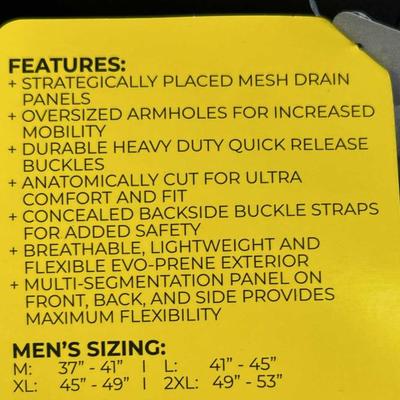 FEATURES:
+ STRATEGICALLY PLACED MESH DRAIN
PANELS
+ OVERSIZED ARMHOLES FOR INCREASED
MOBILITY
+ DURABLE HEAVY DUTY QUICK RELEASE
BUCKLES
+ ANATOMICALLY CUT FOR ULTRA
COMFORT AND FIT
+ CONCEALED BACKSIDE BUCKLE STRAPS
FOR ADDED SAFETY
+ BREATHABLE, LIGHTWEIGHT AND
FLEXIBLE EVO-PRENE EXTERIOR
+ MULTI-SEGMENTATION PANEL ON
FRONT, BACK, AND SIDE PROVIDES
MAXIMUM FLEXIBILITY
MEN'S SIZING:
M: 37" - 41" | L: 41" - 45"
XL: 45" - 49" | 2XL: 49" - 53"